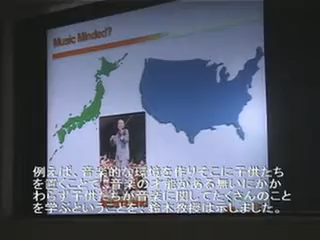 Music Minded?
例えば、音楽的な環境を作りそこに子供たち
を置くことで、音楽の才能がある無いにかか
わらず子供たちが音楽に関してたくさんのこと
を学ぶということを、鈴木教授は示しました。